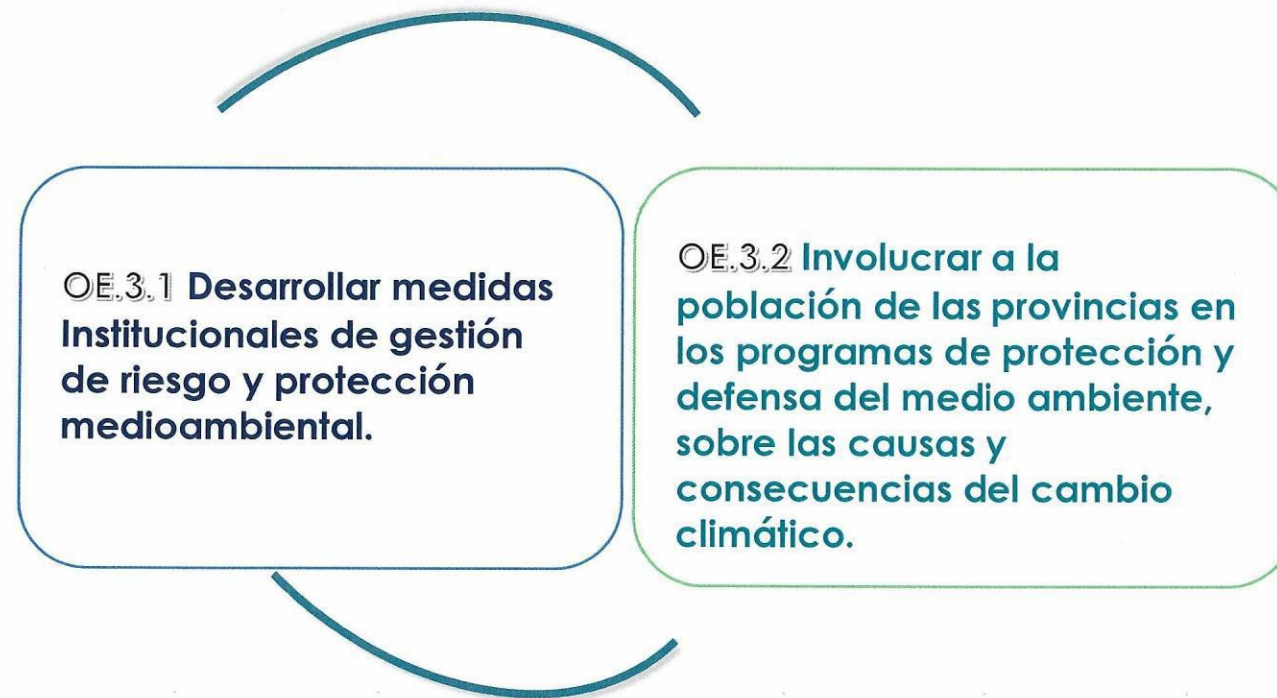 OE.3.1 Desarrollar medidas
Institucionales de gestión
de riesgo y protección
medioambiental.
OE.3.2 Involucrar a la
población de las provincias en
los programas de protección y
defensa del medio ambiente,
sobre las causas y
consecuencias del cambio
climático.